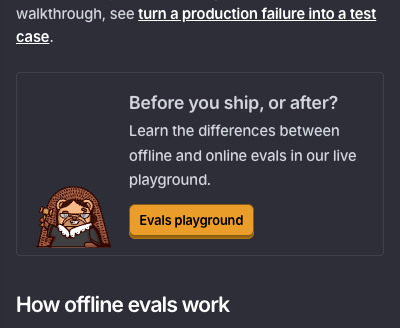 walkthrough, see turn a production failure into a test
case.
Before you ship, or after?
Learn the differences between
offline and online evals in our live
playground.
Evals playground
How offline evals work